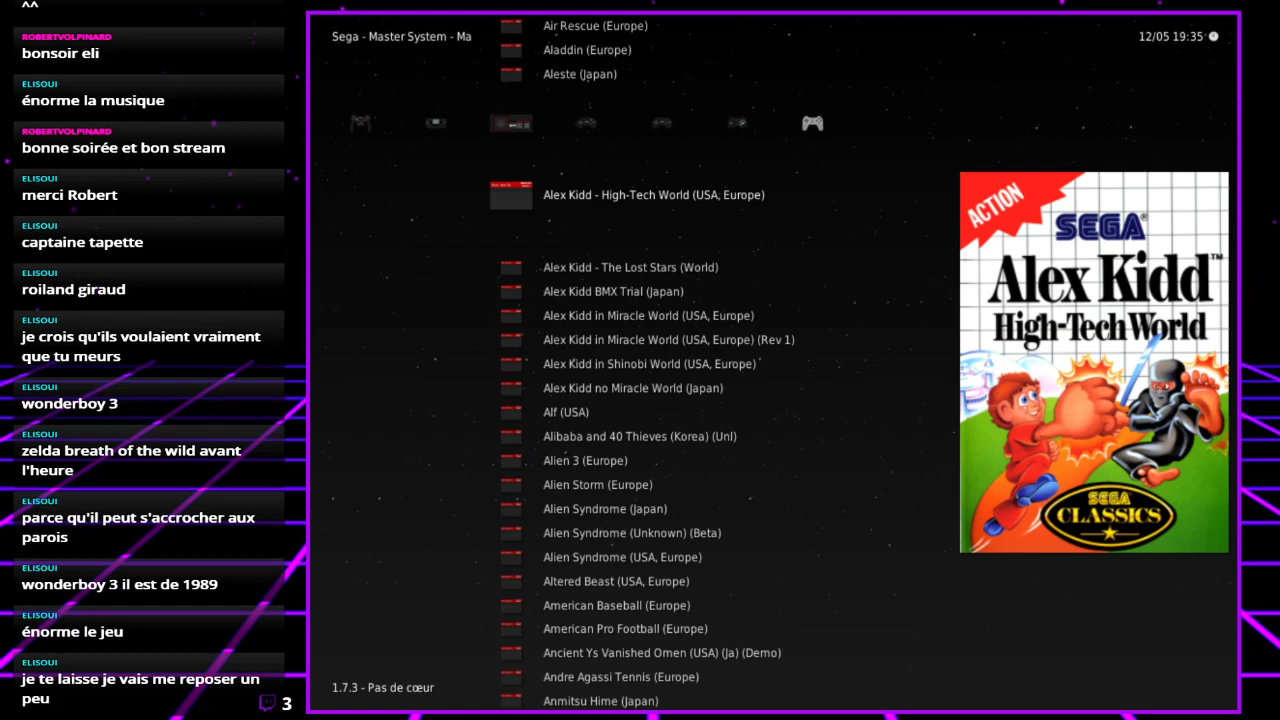 ^^
ROBERTVOLPINARD
bonsoir eli
ELISOUI
énorme la musique
ROBERTVOLPINARD
bonne soirée et bon stream
ELISOUI
merci Robert
ELISOUI
captaine tapette
ELISOUI
roiland giraud
ELISOUI
je crois qu'ils voulaient vraiment
que tu meurs
ELISOUI
wonderboy 3
ELISOUI
zelda breath of the wild avant
l'heure
ELISOUI
parce qu'il peut s'accrocher aux
parois
ELISOUI
wonderboy 3 il est de 1989
ELISOUI
énorme le jeu
ELISOUI
je te laisse je vais me reposer un
peu
3
Sega - Master System - Ma
12/05 19:35
Air Rescue (Europe)
Aladdin (Europe)
Aleste (Japan)
Alex Kidd - High-Tech World (USA, Europe)
Alex Kidd - The Lost Stars (World)
Alex Kidd BMX Trial (Japan)
Alex Kidd in Miracle World (USA, Europe)
Alex Kidd in Miracle World (USA, Europe) (Rev 1)
Alex Kidd in Shinobi World (USA, Europe)
Alex Kidd no Miracle World (Japan)
Alf (USA)
Alibaba and 40 Thieves (Korea) (Unl)
Alien 3 (Europe)
Alien Storm (Europe)
Alien Syndrome (Japan)
Alien Syndrome (Unknown) (Beta)
Alien Syndrome (USA, Europe)
Altered Beast (USA, Europe)
American Baseball (Europe)
American Pro Football (Europe)
Ancient Ys Vanished Omen (USA) (Ja) (Demo)
Andre Agassi Tennis (Europe)
Anmitsu Hime (Japan)
1.7.3 - Pas de cœur
ACTION
SEGA®
Alex Kidd™
High-Tech World
SEGA
CLASSICS